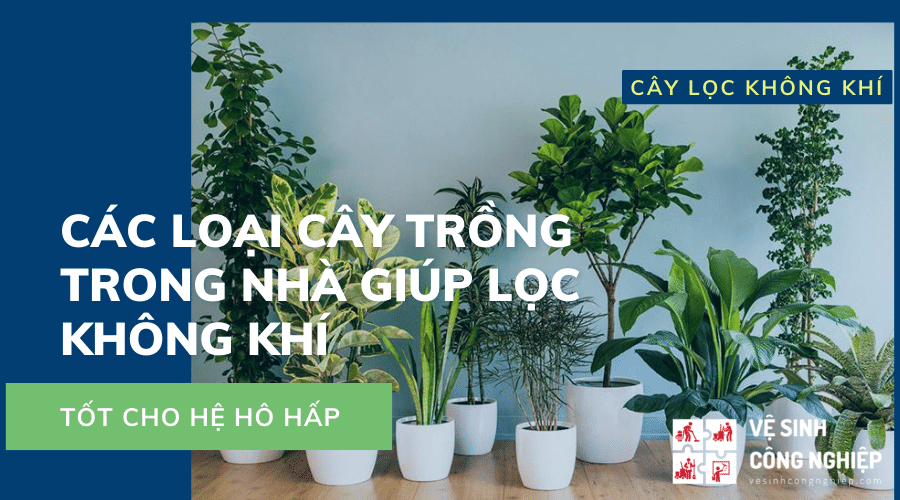 CÂY LỌC KHÔNG KHÍ
CÁC LOẠI CÂY TRỒNG
TRONG NHÀ GIÚP LỌC
KHÔNG KHÍ
TỐT CHO HỆ HÔ HẤP
VỆ SINH
CÔNG NGHIỆP
vesinhcongnghiep.com